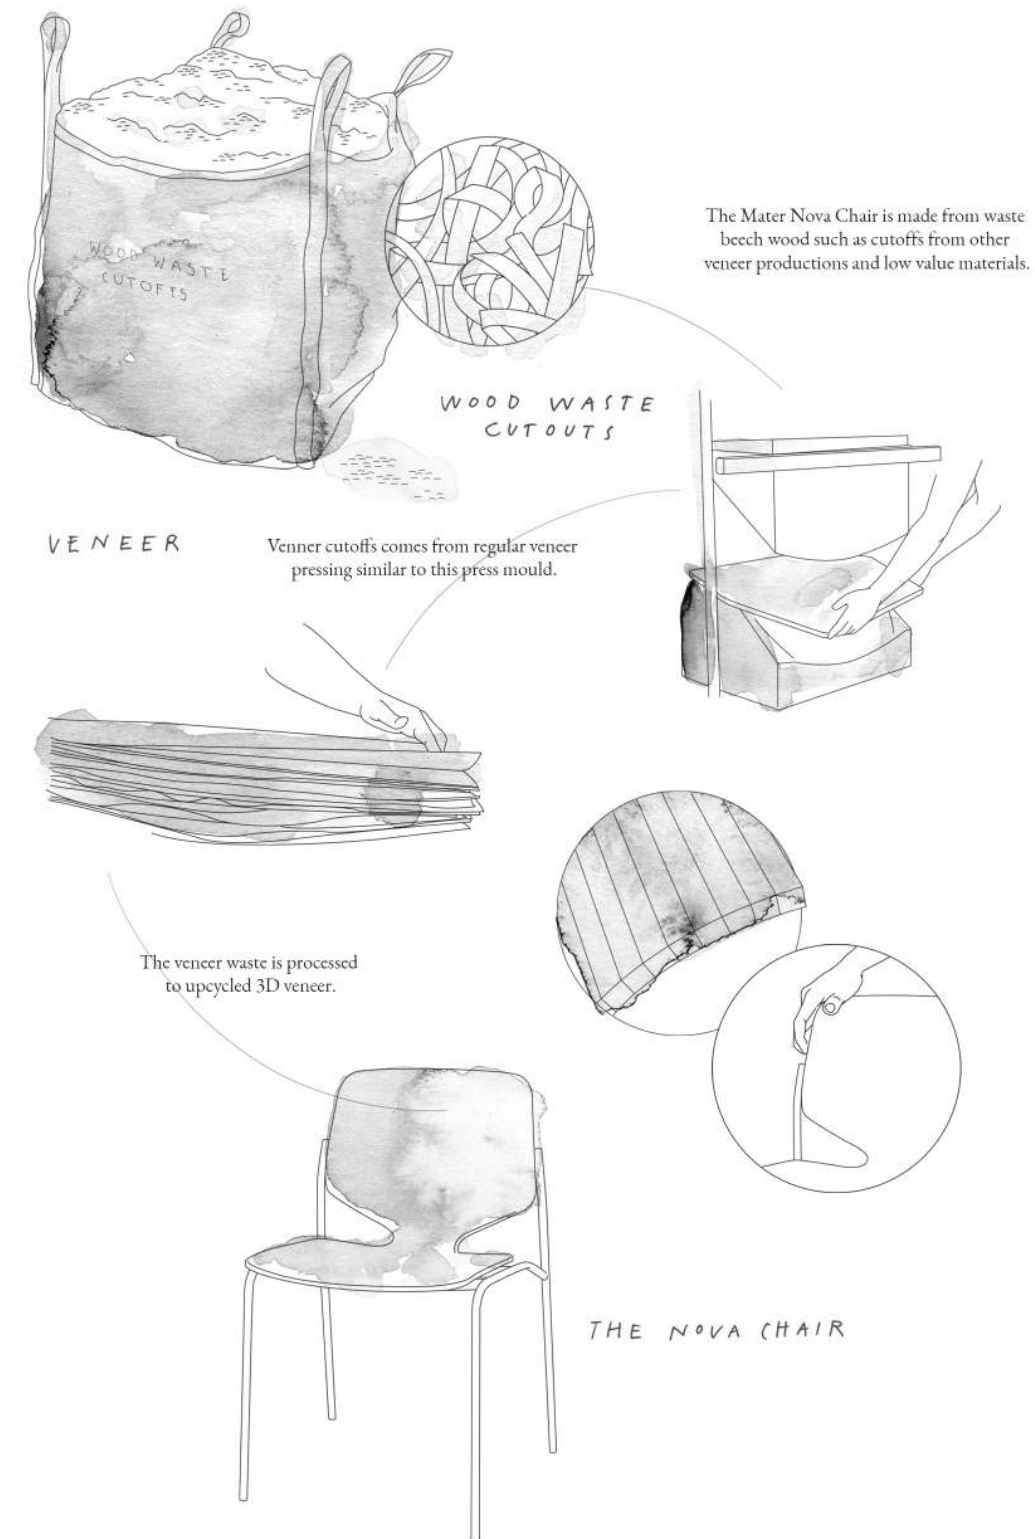 WOOD WASTE
CUTOFFS
The Mater Nova Chair is made from waste
beech wood such as cutoffs from other
veneer productions and low value materials.
WOOD WASTE
CUTOUTS
VENEER
Venner cutoffs comes from regular veneer
pressing similar to this press mould.
The veneer waste is processed
to upcycled 3D veneer.
THE NOVA CHAIR